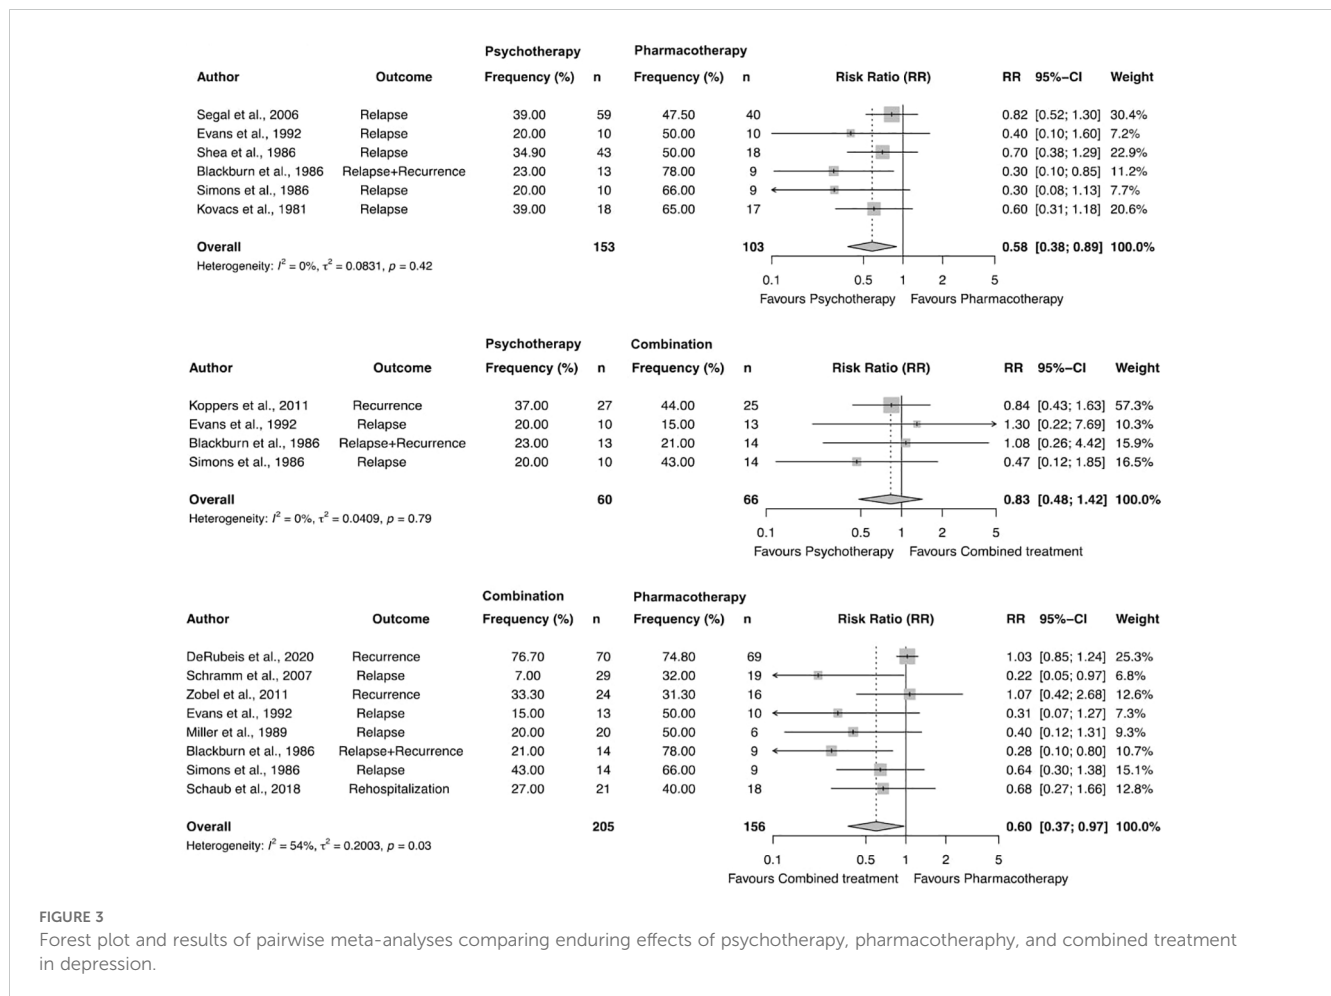 Psychotherapy Pharmacotherapy
Author Outcome Frequency (%) n Frequency (%) n Risk Ratio (RR) RR 95%−CI Weight
Segal et al., 2006 Relapse 39.00 59 47.50 40 0.82 [0.52; 1.30] 30.4%
Evans et al., 1992 Relapse 20.00 10 50.00 10 0.40 [0.10; 1.60] 7.2%
Shea et al., 1986 Relapse 34.90 43 50.00 18 0.70 [0.38; 1.29] 22.9%
Blackburn et al., 1986 Relapse+Recurrence 23.00 13 78.00 9 0.30 [0.10; 0.85] 11.2%
Simons et al., 1986 Relapse 20.00 10 66.00 9 0.30 [0.08; 1.13] 7.7%
Kovacs et al., 1981 Relapse 39.00 18 65.00 17 0.60 [0.31; 1.18] 20.6%
Overall 153 103 0.58 [0.38; 0.89] 100.0%
Heterogeneity: I² = 0%, τ² = 0.0831, p = 0.42
0.1 0.5 1 2 5
Favours Psychotherapy Favours Pharmacotherapy
Psychotherapy Combination
Author Outcome Frequency (%) n Frequency (%) n Risk Ratio (RR) RR 95%−CI Weight
Koppers et al., 2011 Recurrence 37.00 27 44.00 25 0.84 [0.43; 1.63] 57.3%
Evans et al., 1992 Relapse 20.00 10 15.00 13 1.30 [0.22; 7.69] 10.3%
Blackburn et al., 1986 Relapse+Recurrence 23.00 13 21.00 14 1.08 [0.26; 4.42] 15.9%
Simons et al., 1986 Relapse 20.00 10 43.00 14 0.47 [0.12; 1.85] 16.5%
Overall 60 66 0.83 [0.48; 1.42] 100.0%
Heterogeneity: I² = 0%, τ² = 0.0409, p = 0.79
0.1 0.5 1 2 5
Favours Psychotherapy Favours Combined treatment
Combination Pharmacotherapy
Author Outcome Frequency (%) n Frequency (%) n Risk Ratio (RR) RR 95%−CI Weight
DeRubeis et al., 2020 Recurrence 76.70 70 74.80 69 1.03 [0.85; 1.24] 25.3%
Schramm et al., 2007 Relapse 7.00 29 32.00 19 0.22 [0.05; 0.97] 6.8%
Zobel et al., 2011 Recurrence 33.30 24 31.30 16 1.07 [0.42; 2.68] 12.6%
Evans et al., 1992 Relapse 15.00 13 50.00 10 0.31 [0.07; 1.27] 7.3%
Miller et al., 1989 Relapse 20.00 20 50.00 6 0.40 [0.12; 1.31] 9.3%
Blackburn et al., 1986 Relapse+Recurrence 21.00 14 78.00 9 0.28 [0.10; 0.80] 10.7%
Simons et al., 1986 Relapse 43.00 14 66.00 9 0.64 [0.30; 1.38] 15.1%
Schaub et al., 2018 Rehospitalization 27.00 21 40.00 18 0.68 [0.27; 1.66] 12.8%
Overall 205 156 0.60 [0.37; 0.97] 100.0%
Heterogeneity: I² = 54%, τ² = 0.2003, p = 0.03
0.1 0.5 1 2 5
Favours Combined treatment Favours Pharmacotherapy
FIGURE 3
Forest plot and results of pairwise meta-analyses comparing enduring effects of psychotherapy, pharmacotheraphy, and combined treatment
in depression.